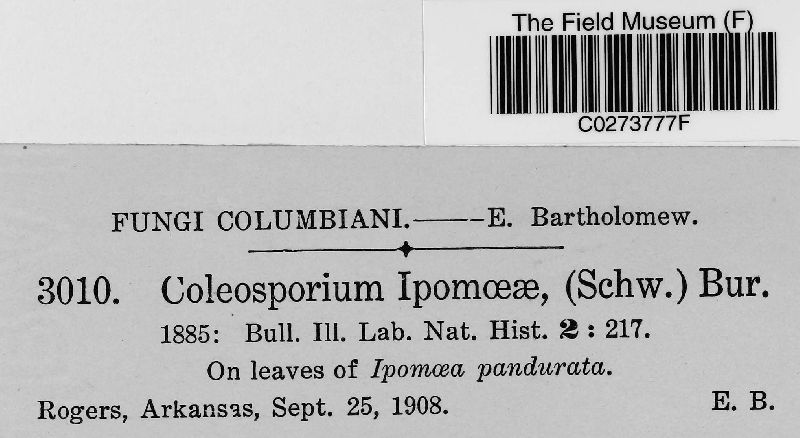 The Field Museum (F)
C0273777F
FUNGI COLUMBIANI.——E. Bartholomew.
3010. Coleosporium Ipomœæ, (Schw.) Bur.
1885: Bull. Ill. Lab. Nat. Hist. 2 : 217.
On leaves of Ipomœa pandurata.
Rogers, Arkansas, Sept. 25, 1908. E. B.